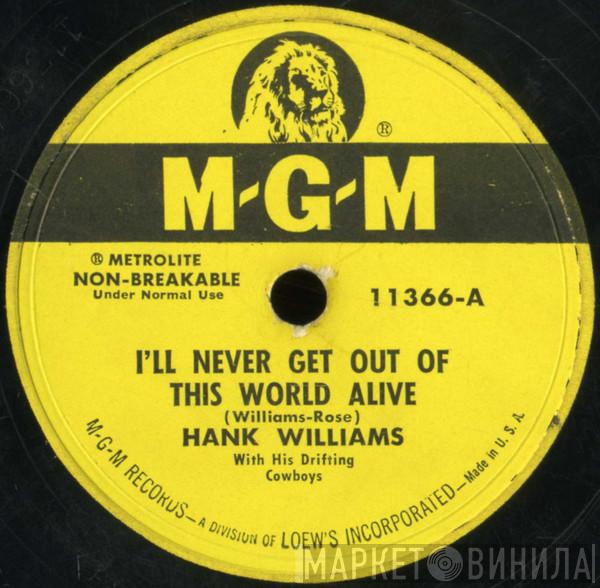 ®
M-G-M
® METROLITE
NON-BREAKABLE
Under Normal Use
11366-A
I'LL NEVER GET OUT OF
THIS WORLD ALIVE
(Williams-Rose)
HANK WILLIAMS
With His Drifting
Cowboys
M-G-M RECORDS—A DIVISION OF LOEW'S INCORPORATED—Made in U. S. A.
МАРКЕТ ВИНИЛА